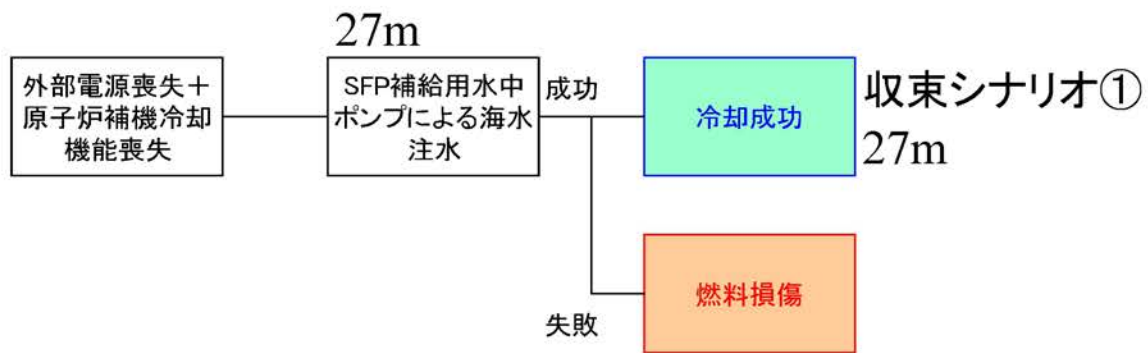 27m
外部電源喪失＋
原子炉補機冷却
機能喪失
SFP補給用水中
ポンプによる海水
注水
成功
冷却成功
収束シナリオ①
27m
失敗
燃料損傷